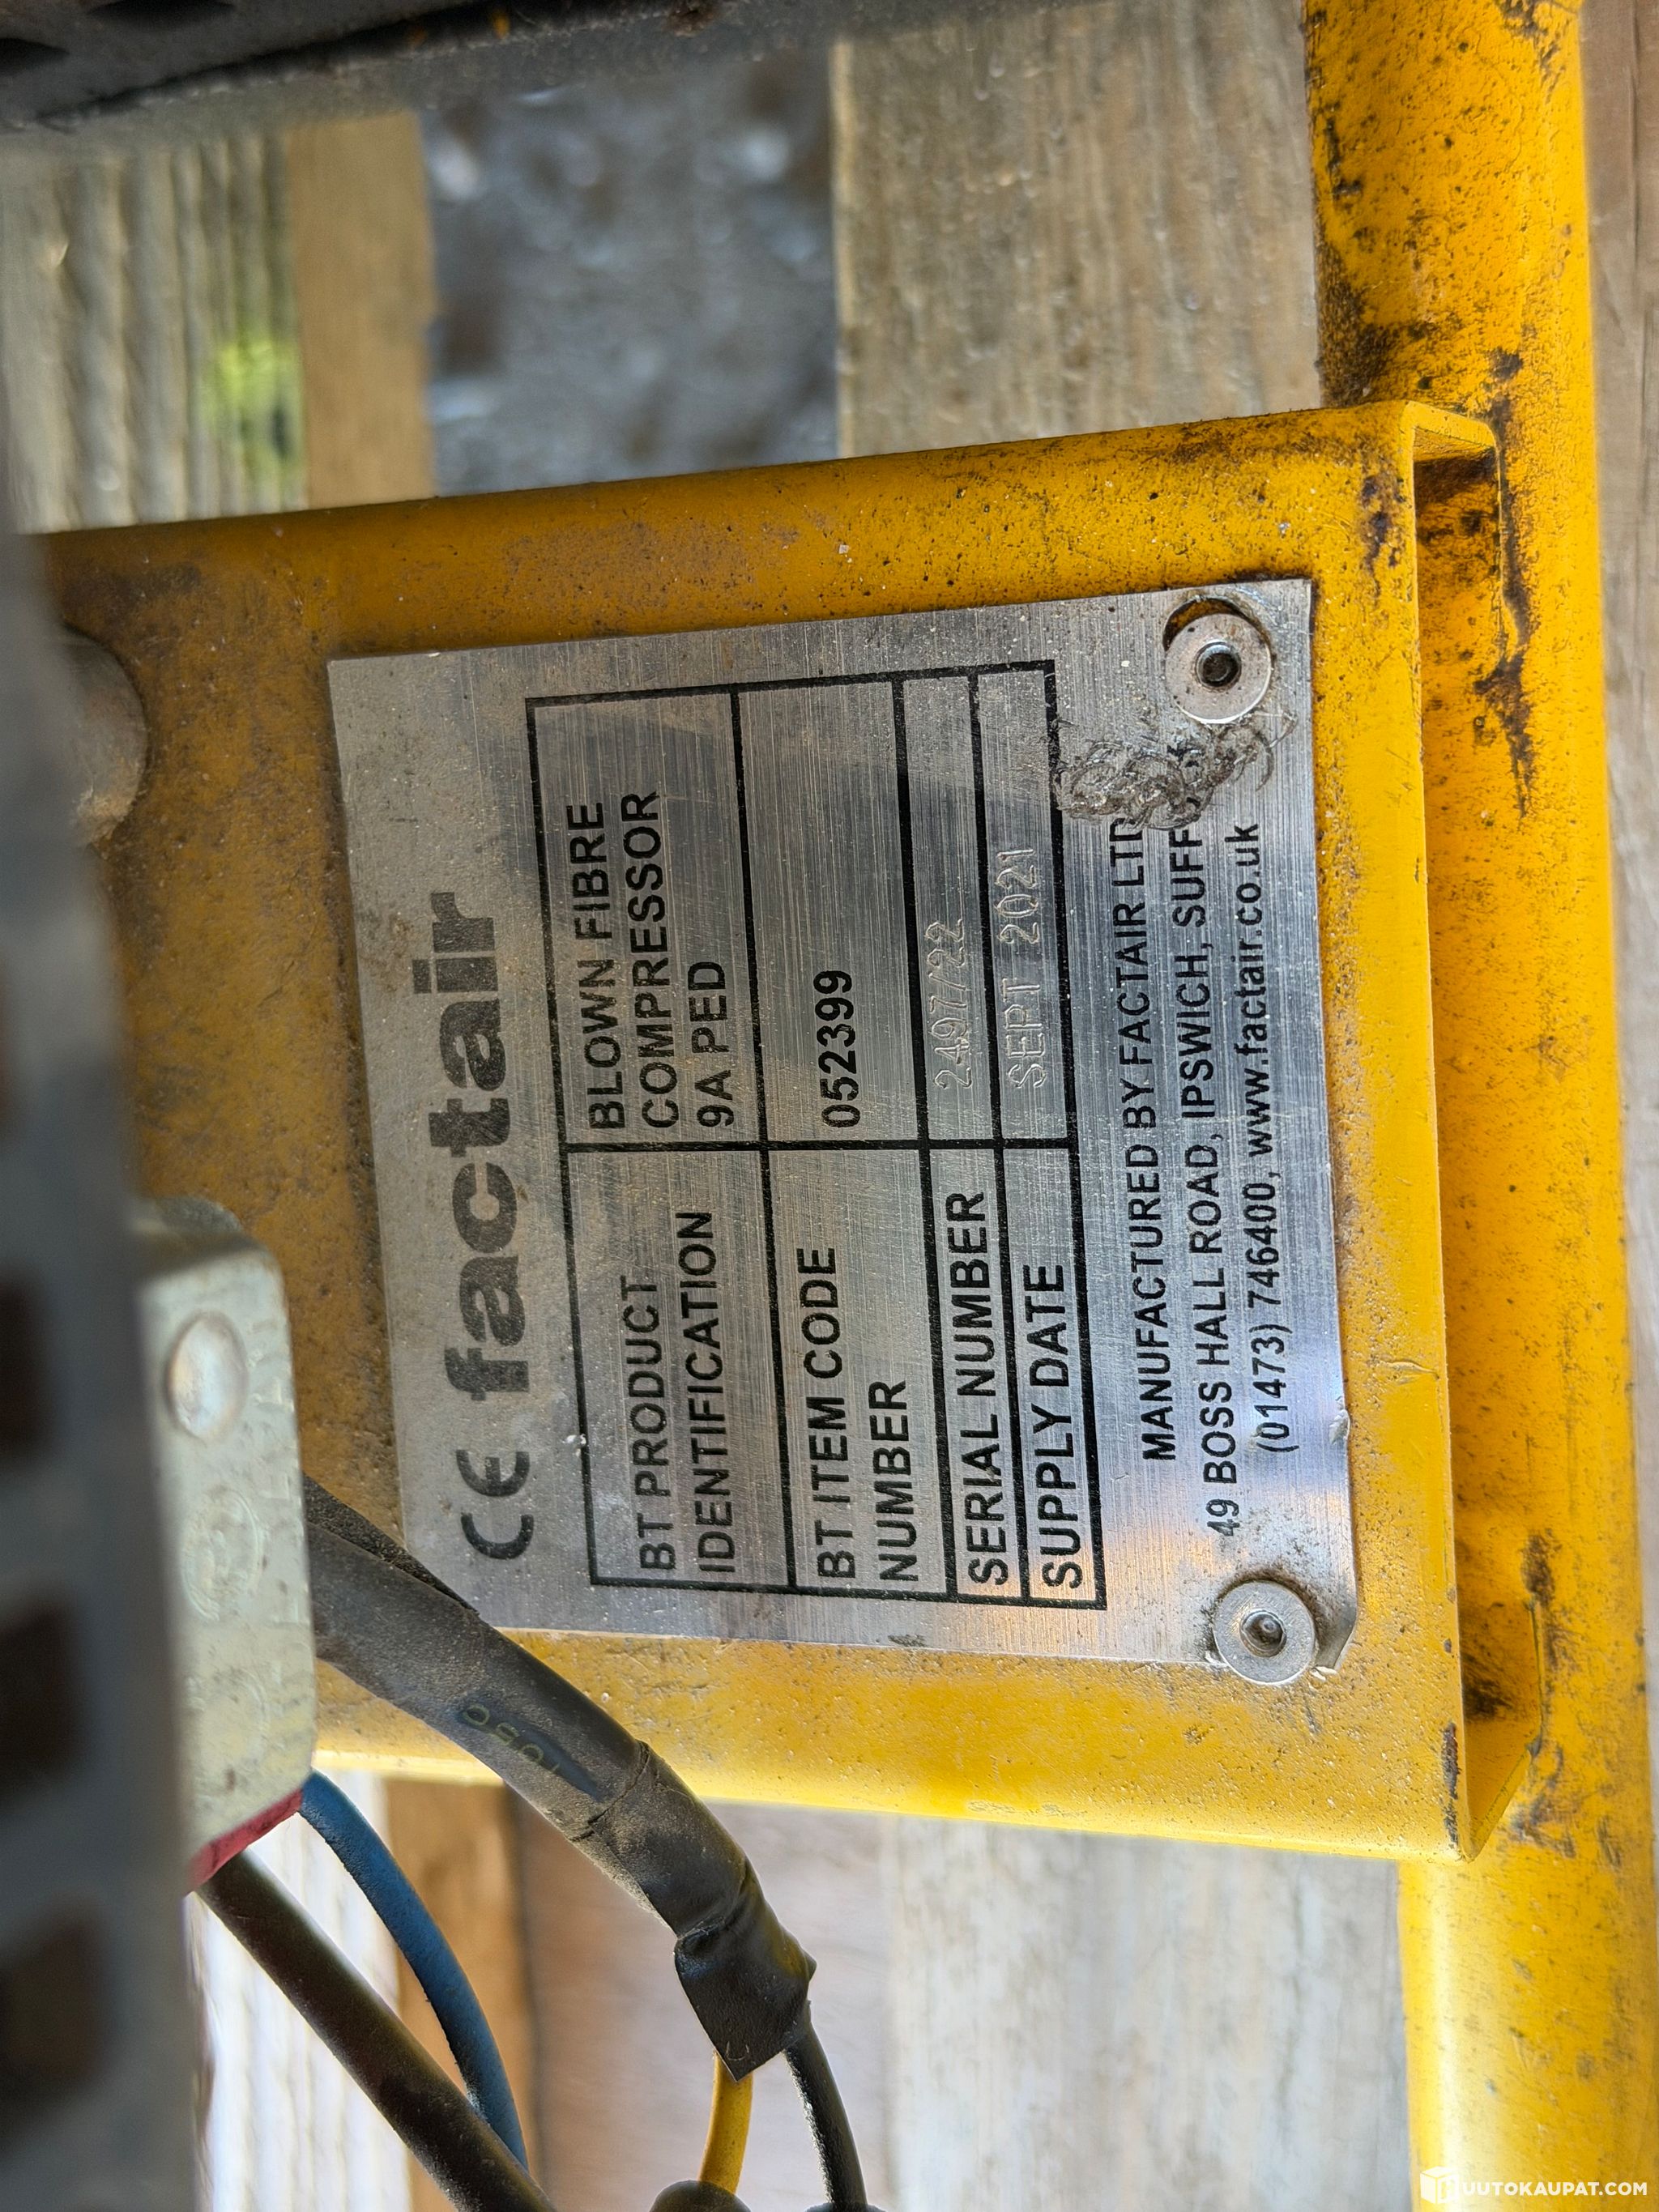 CE factair
BT PRODUCT
IDENTIFICATION
BLOWN FIBRE
COMPRESSOR
9A PED
BT ITEM CODE
NUMBER
052399
SERIAL NUMBER
2497/22
SUPPLY DATE
SEPT 2021
MANUFACTURED BY FACTAIR LTD
49 BOSS HALL ROAD, IPSWICH, SUFF
(01473) 746400, www.factair.co.uk
UUTOKAUPAT.COM